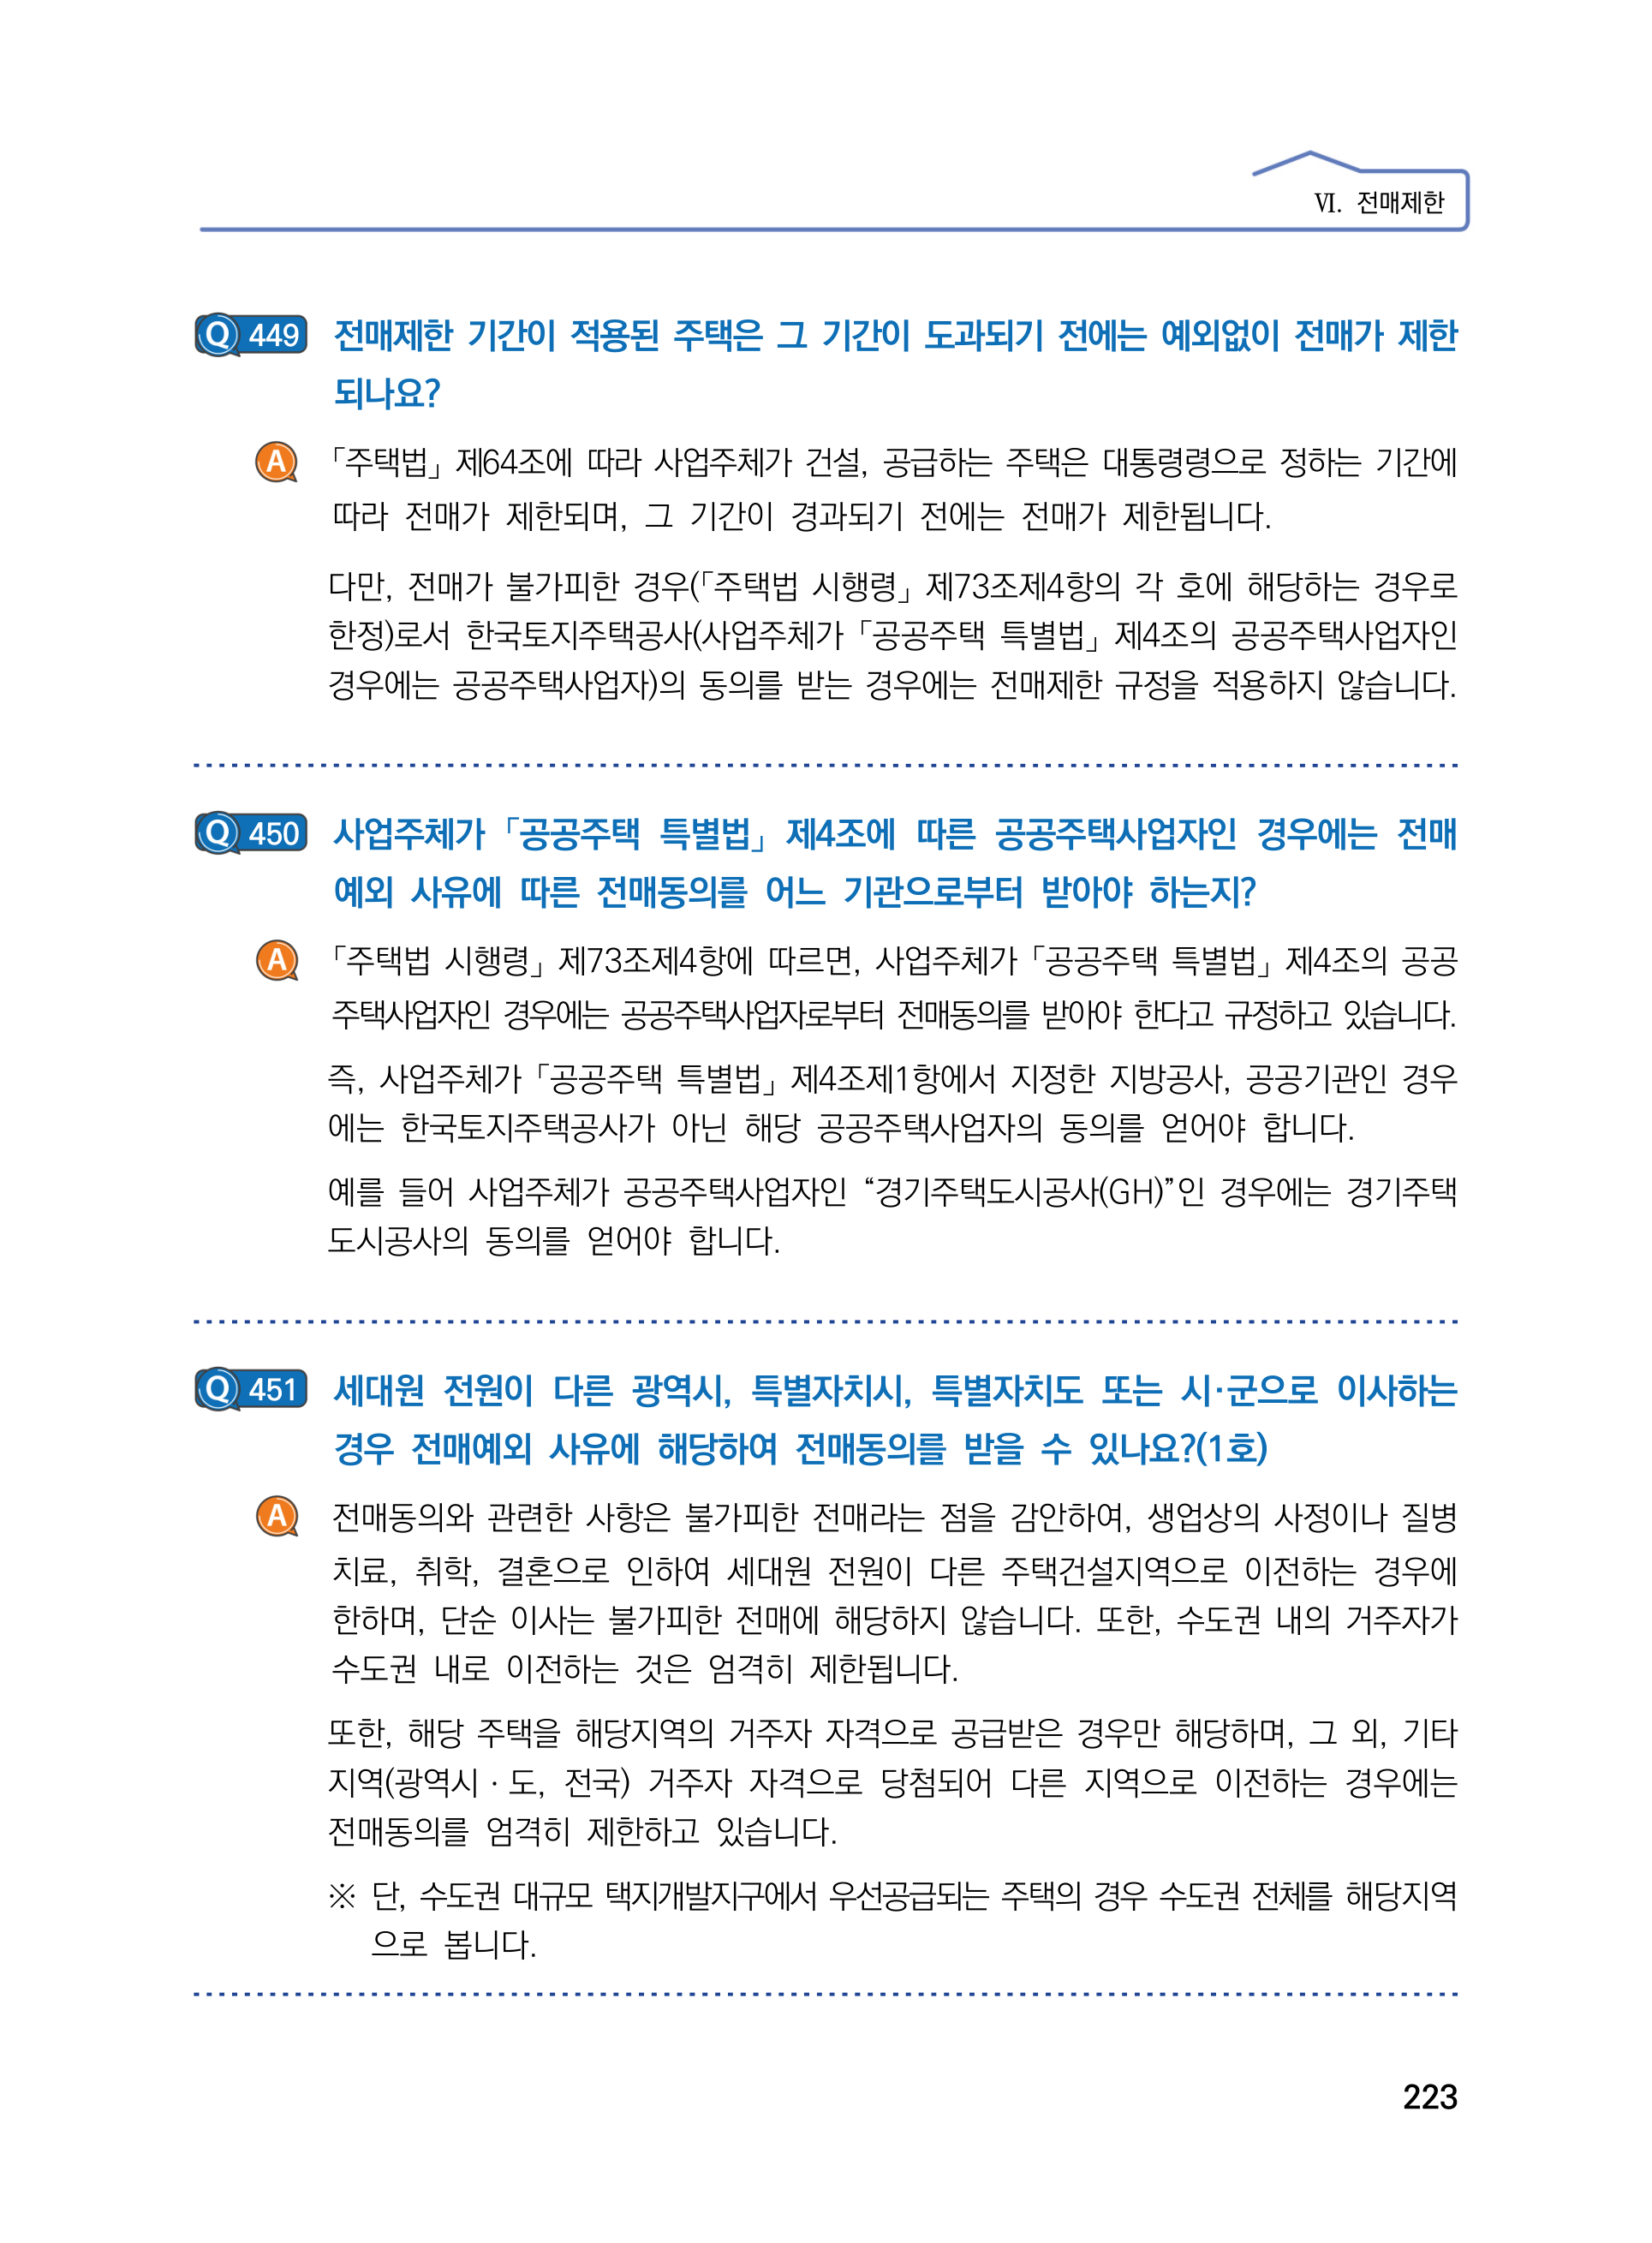 Ⅵ. 전매제한
Q 449 전매제한 기간이 적용된 주택은 그 기간이 도과되기 전에는 예외없이 전매가 제한
되나요?
A 「주택법」 제64조에 따라 사업주체가 건설, 공급하는 주택은 대통령령으로 정하는 기간에
따라 전매가 제한되며, 그 기간이 경과되기 전에는 전매가 제한됩니다.
다만, 전매가 불가피한 경우(「주택법 시행령」 제73조제4항의 각 호에 해당하는 경우로
한정)로서 한국토지주택공사(사업주체가 「공공주택 특별법」 제4조의 공공주택사업자인
경우에는 공공주택사업자)의 동의를 받는 경우에는 전매제한 규정을 적용하지 않습니다.
Q 450 사업주체가 「공공주택 특별법」 제4조에 따른 공공주택사업자인 경우에는 전매
예외 사유에 따른 전매동의를 어느 기관으로부터 받아야 하는지?
A 「주택법 시행령」 제73조제4항에 따르면, 사업주체가 「공공주택 특별법」 제4조의 공공
주택사업자인 경우에는 공공주택사업자로부터 전매동의를 받아야 한다고 규정하고 있습니다.
즉, 사업주체가 「공공주택 특별법」 제4조제1항에서 지정한 지방공사, 공공기관인 경우
에는 한국토지주택공사가 아닌 해당 공공주택사업자의 동의를 얻어야 합니다.
예를 들어 사업주체가 공공주택사업자인 “경기주택도시공사(GH)”인 경우에는 경기주택
도시공사의 동의를 얻어야 합니다.
Q 451 세대원 전원이 다른 광역시, 특별자치시, 특별자치도 또는 시·군으로 이사하는
경우 전매예외 사유에 해당하여 전매동의를 받을 수 있나요?(1호)
A 전매동의와 관련한 사항은 불가피한 전매라는 점을 감안하여, 생업상의 사정이나 질병
치료, 취학, 결혼으로 인하여 세대원 전원이 다른 주택건설지역으로 이전하는 경우에
한하며, 단순 이사는 불가피한 전매에 해당하지 않습니다. 또한, 수도권 내의 거주자가
수도권 내로 이전하는 것은 엄격히 제한됩니다.
또한, 해당 주택을 해당지역의 거주자 자격으로 공급받은 경우만 해당하며, 그 외, 기타
지역(광역시 · 도, 전국) 거주자 자격으로 당첨되어 다른 지역으로 이전하는 경우에는
전매동의를 엄격히 제한하고 있습니다.
※ 단, 수도권 대규모 택지개발지구에서 우선공급되는 주택의 경우 수도권 전체를 해당지역
으로 봅니다.
223